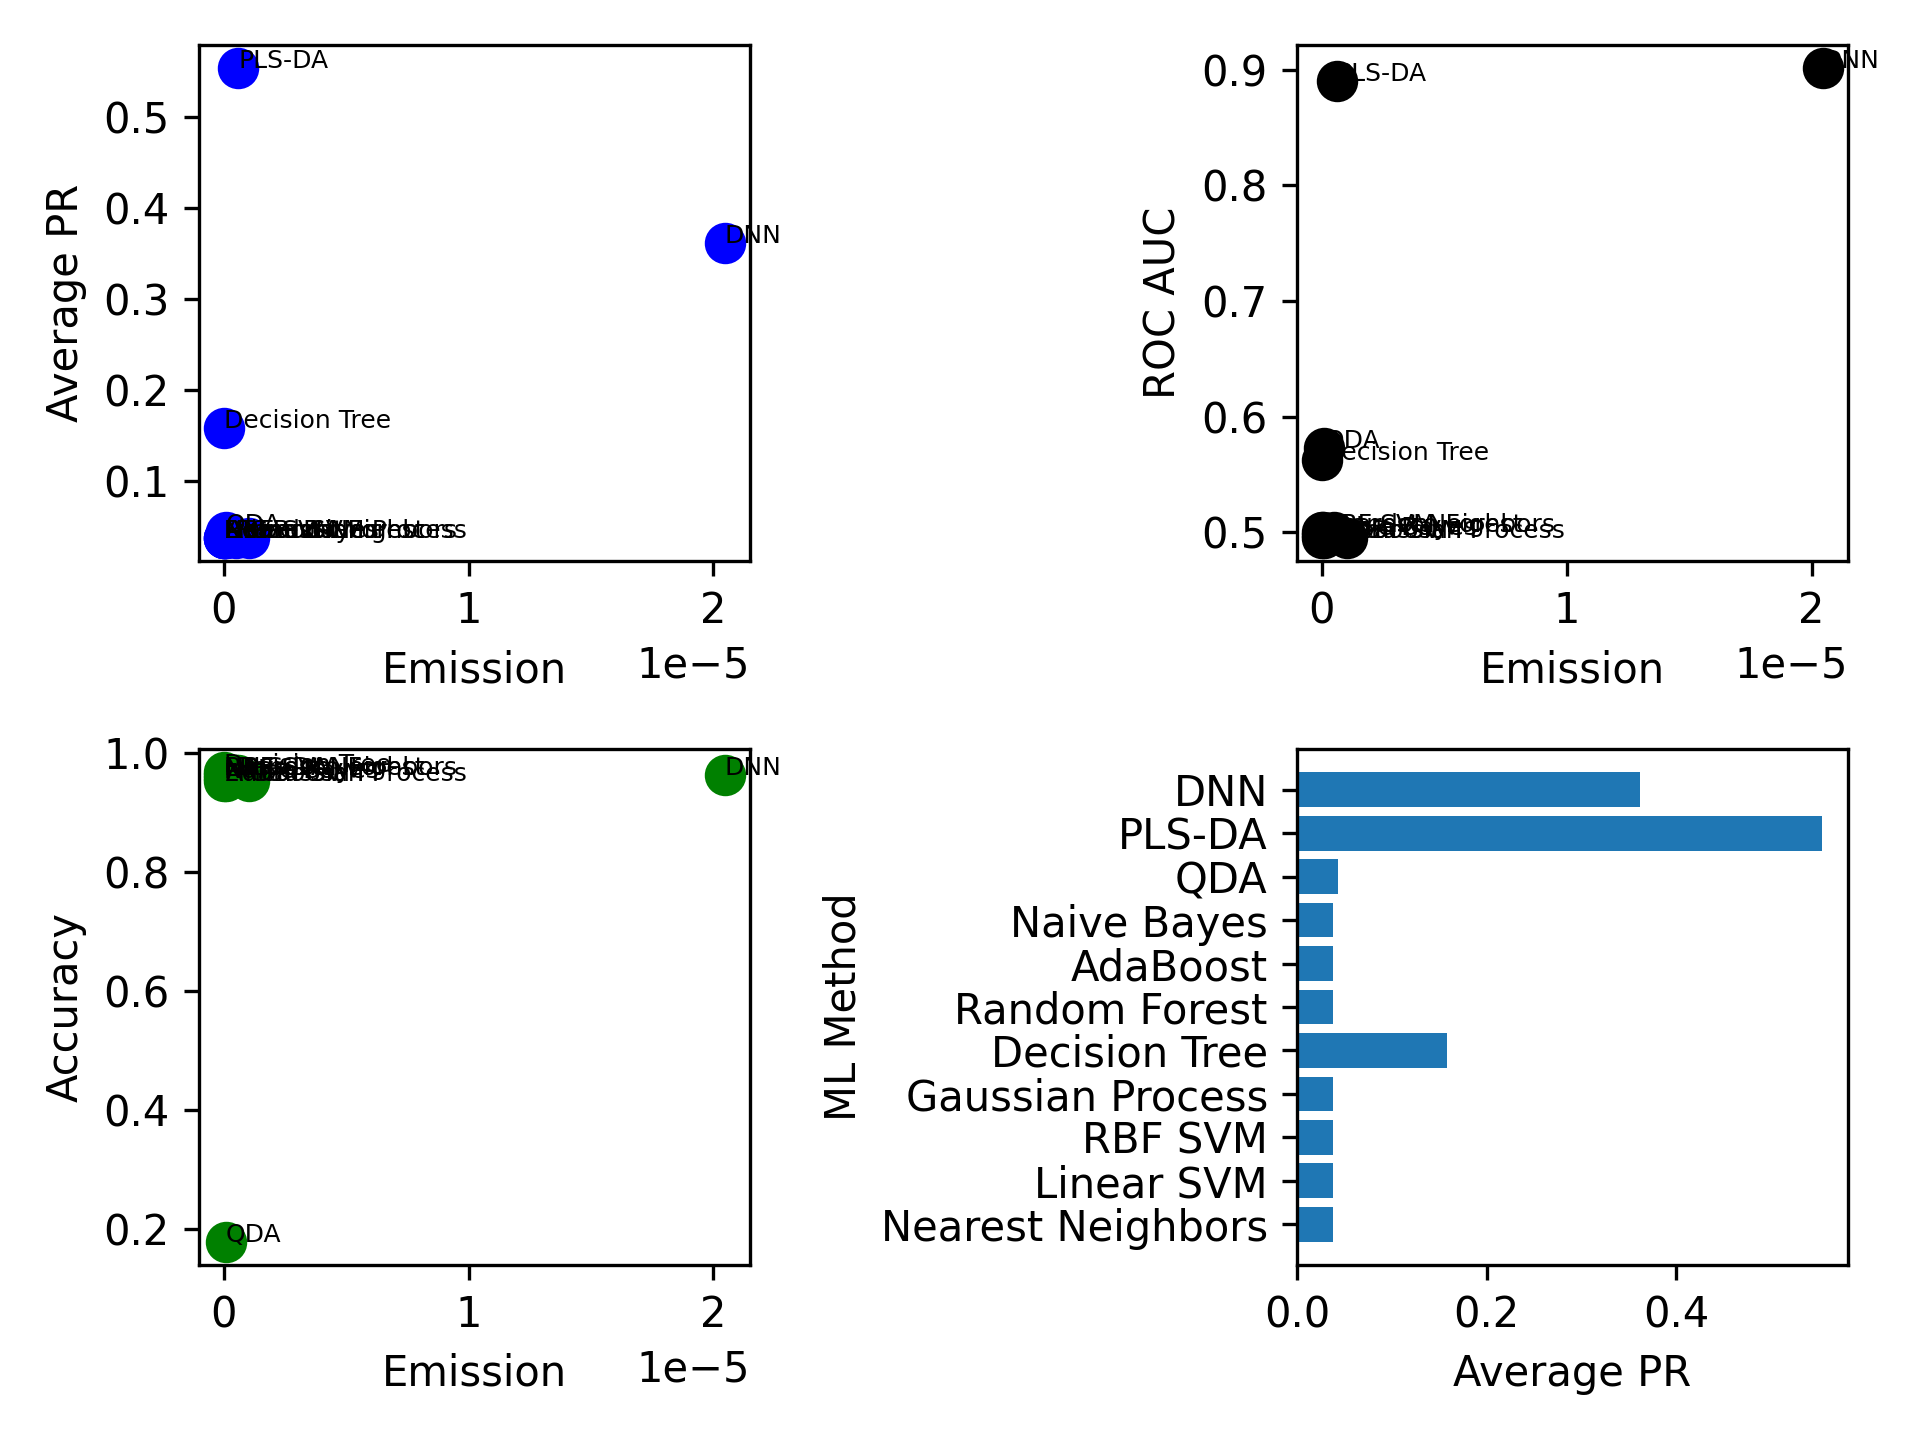 PLS-DA
DNN
Decision Tree
QDA
0.5
0.4
0.3
0.2
0.1
Average PR
0
1
2
Emission
1e−5
0.9
0.8
0.7
0.6
0.5
ROC AUC
LS-DA
NN
DA
ecision Tree
0
1
2
Emission
1e−5
1.0
0.8
0.6
0.4
0.2
Accuracy
DNN
QDA
0
1
2
Emission
1e−5
ML Method
DNN
PLS-DA
QDA
Naive Bayes
AdaBoost
Random Forest
Decision Tree
Gaussian Process
RBF SVM
Linear SVM
Nearest Neighbors
0.0
0.2
0.4
Average PR